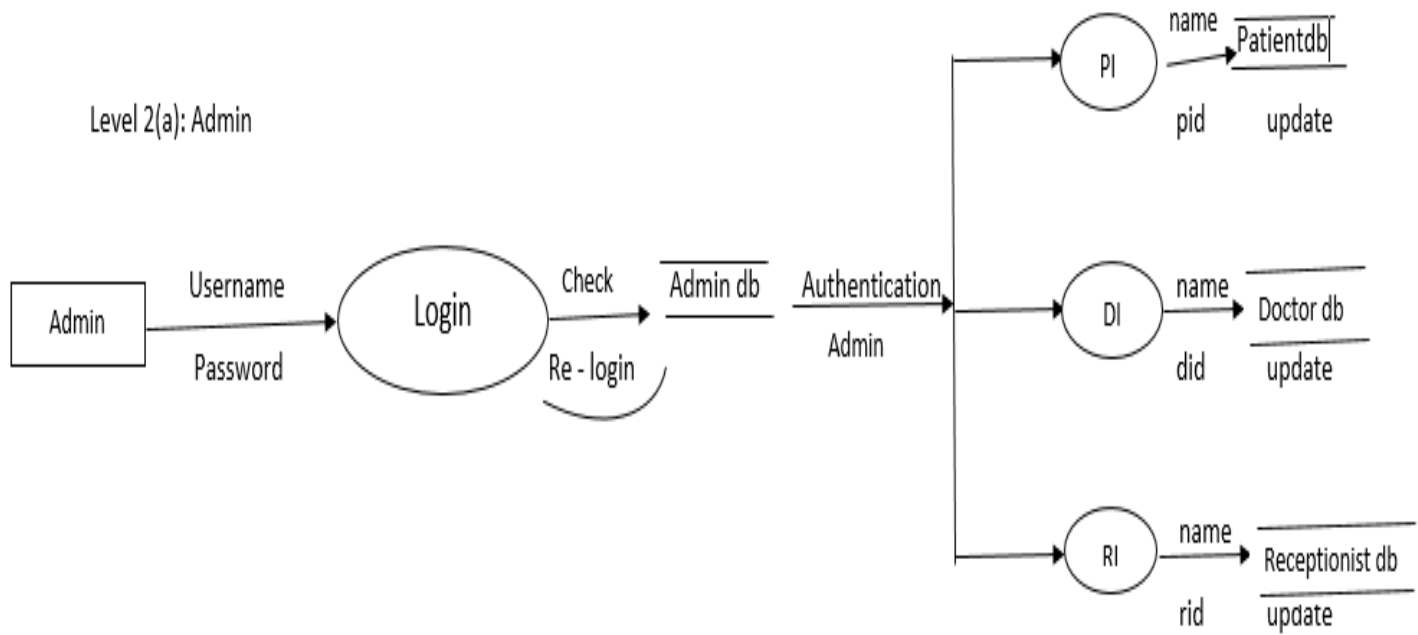 Level 2(a): Admin
Admin
Username
Password
Login
Check
Re - login
Admin db
Authentication
Admin
PI
name
pid
Patientdb
update
DI
name
did
Doctor db
update
RI
name
rid
Receptionist db
update